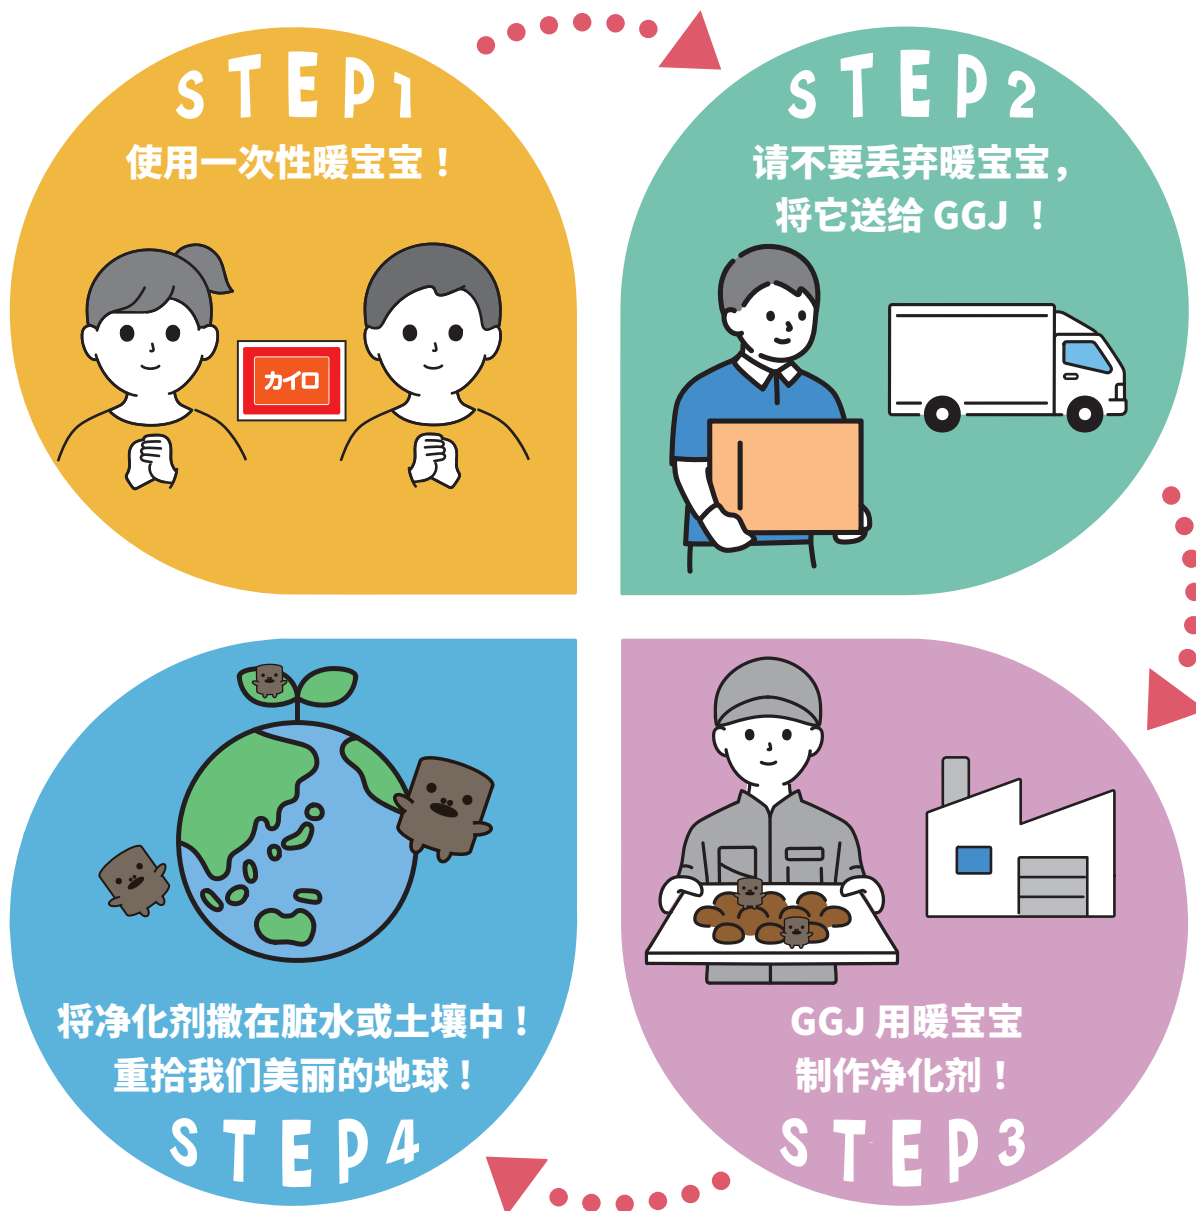 STEP1
使用一次性暖宝宝！
カイロ
STEP2
请不要丢弃暖宝宝，
将它送给 GGJ ！
GGJ 用暖宝宝
制作净化剂！
STEP3
将净化剂撒在脏水或土壤中！
重拾我们美丽的地球！
STEP4